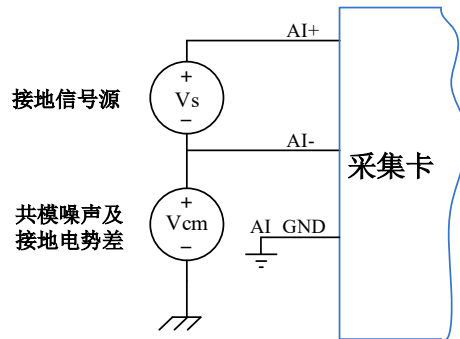 AI+
+
Vs
−
接地信号源
AI-
采集卡
共模噪声及
接地电势差
+
Vcm
−
AI GND